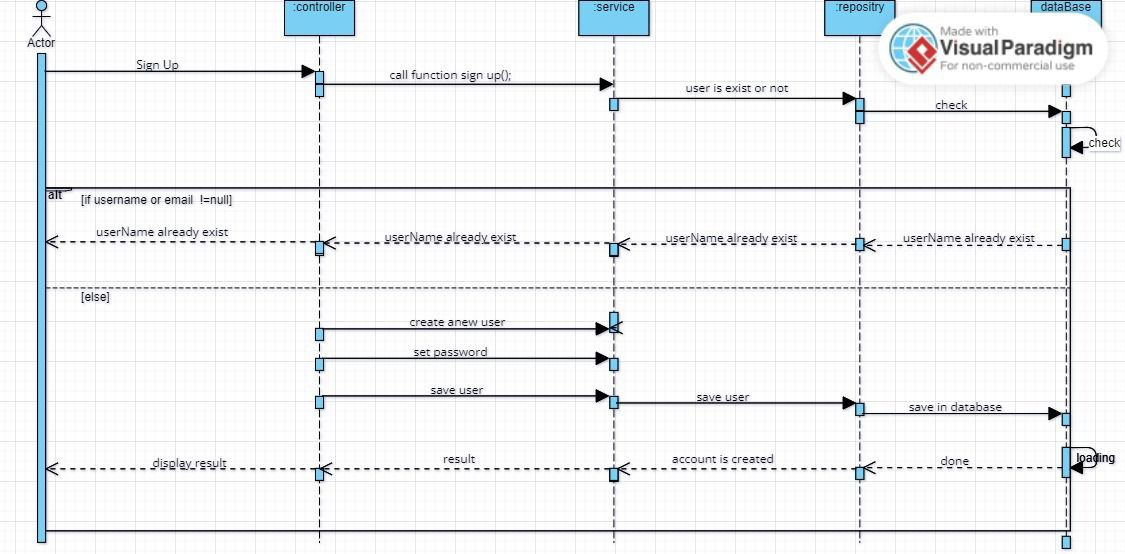 :controller
:service
:repositry
dataBase
Made with
Visual Paradigm
For non-commercial use
Actor
Sign Up
call function sign up();
user is exist or not
check
check
alt
[if username or email !=null]
userName already exist
userName already exist
userName already exist
userName already exist
[else]
create anew user
set password
save user
save user
save in database
display result
result
account is created
done
loading